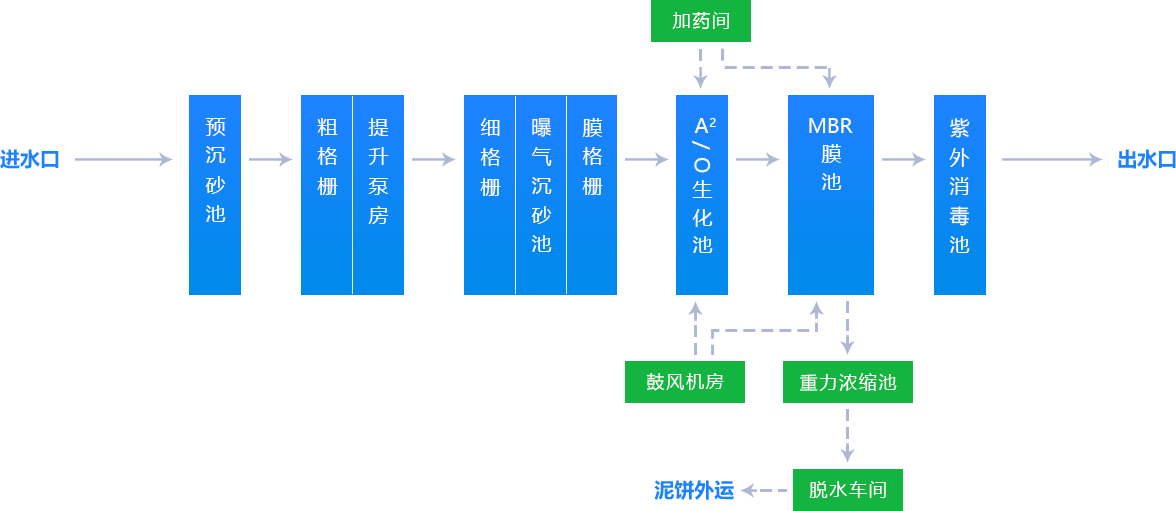 加药间
进水口
预沉砂池
粗格栅
提升泵房
细格栅
曝气沉砂池
膜格栅
A²/O生化池
MBR膜池
紫外消毒池
出水口
鼓风机房
重力浓缩池
泥饼外运
脱水车间